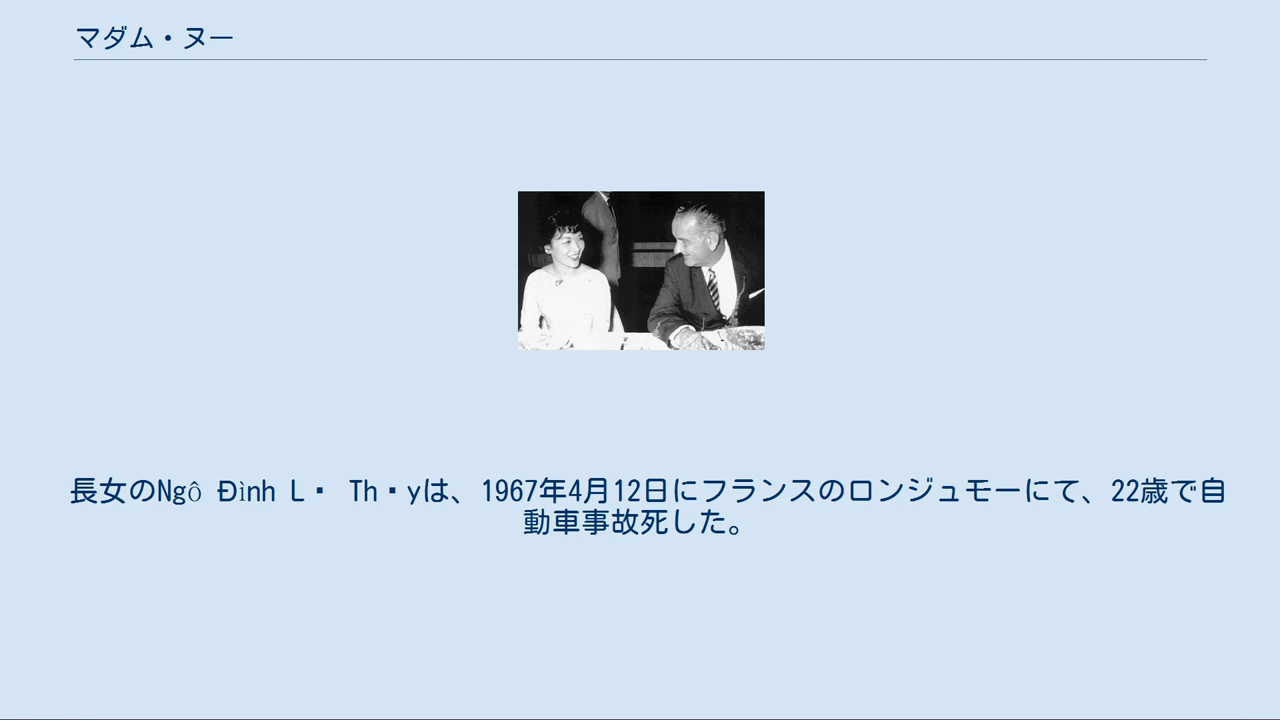 マダム・ヌー
長女のNgô Đình L▪ Th▪yは、1967年4月12日にフランスのロンジュモーにて、22歳で自
動車事故死した。